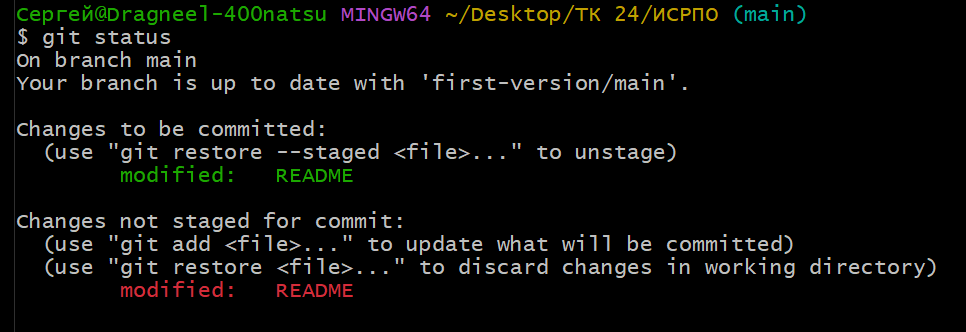 Сергей@Dragneel-400natsu MINGW64 ~/Desktop/ТК 24/ИСРПО (main)
$ git status
On branch main
Your branch is up to date with 'first-version/main'.
Changes to be committed:
(use "git restore --staged <file>..." to unstage)
modified: README
Changes not staged for commit:
(use "git add <file>..." to update what will be committed)
(use "git restore <file>..." to discard changes in working directory)
modified: README